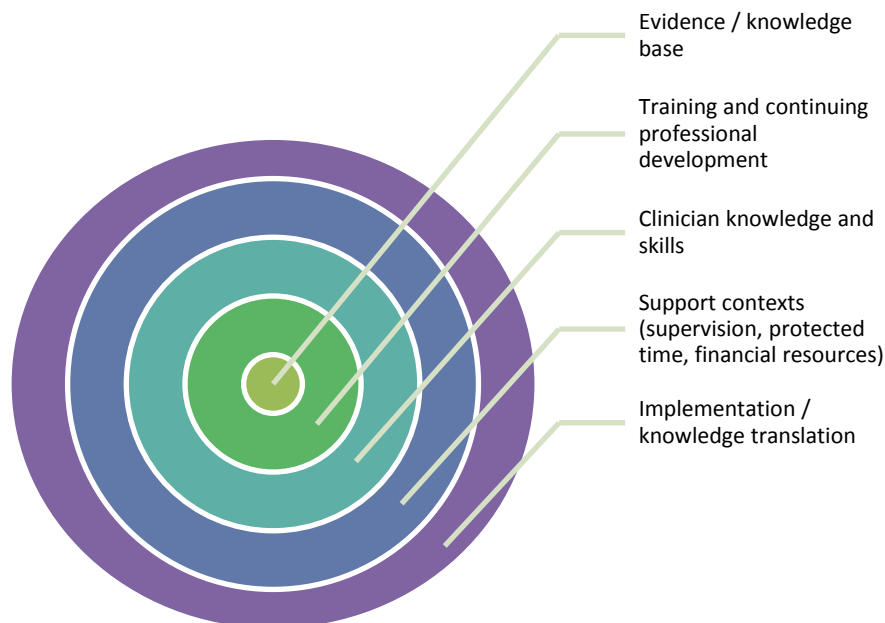 Evidence / knowledge
base
Training and continuing
professional
development
Clinician knowledge and
skills
Support contexts
(supervision, protected
time, financial resources)
Implementation /
knowledge translation